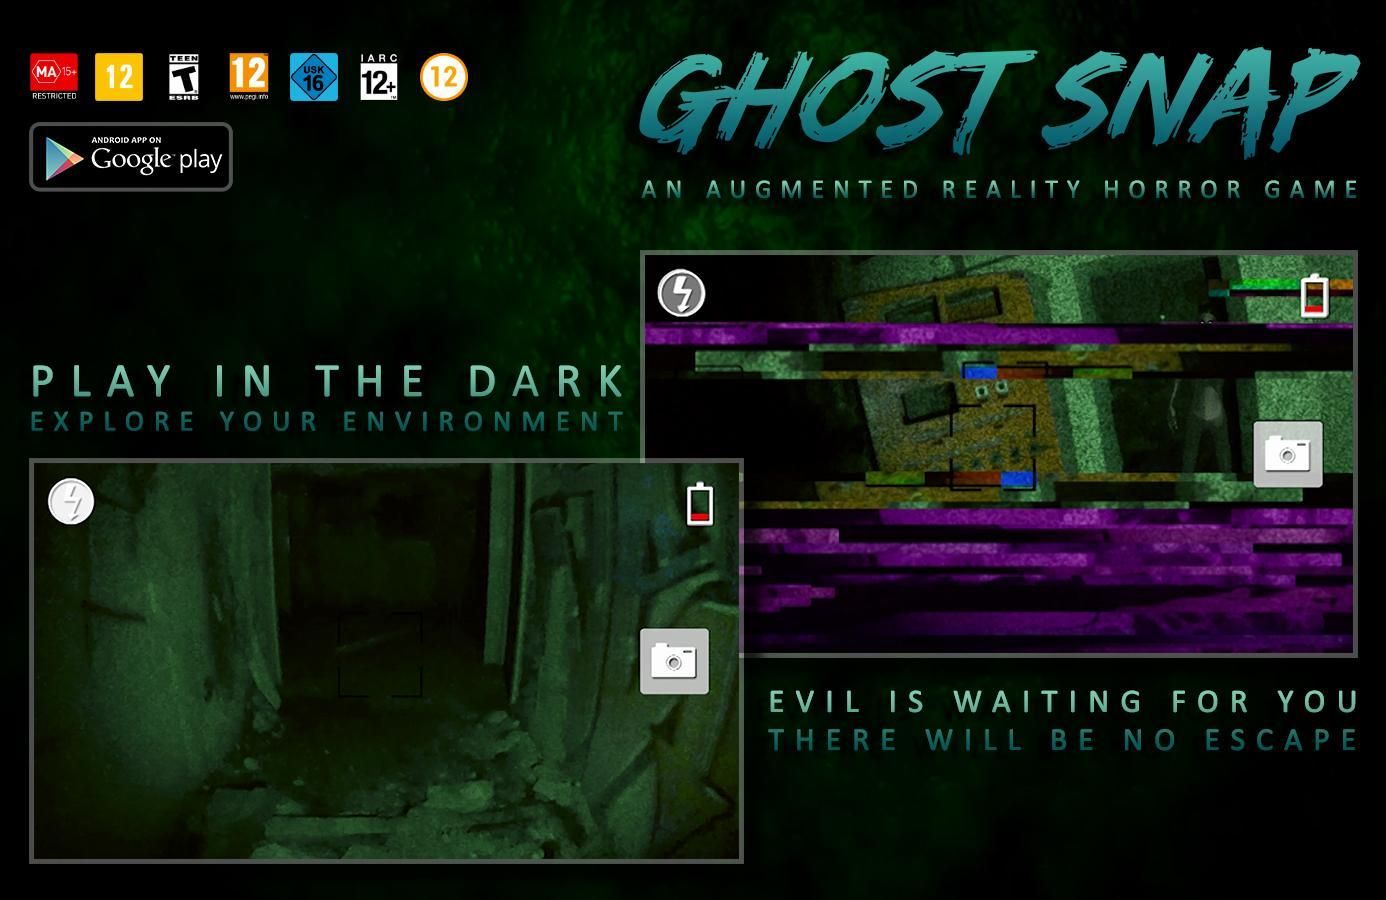 MA 15+
RESTRICTED
12
TEEN
T
ESRB
12
www.pegi.info
USK
16
IARC
12+
TM
12
ANDROID APP ON
Google play
GHOST SNAP
AN AUGMENTED REALITY HORROR GAME
PLAY IN THE DARK
EXPLORE YOUR ENVIRONMENT
EVIL IS WAITING FOR YOU
THERE WILL BE NO ESCAPE